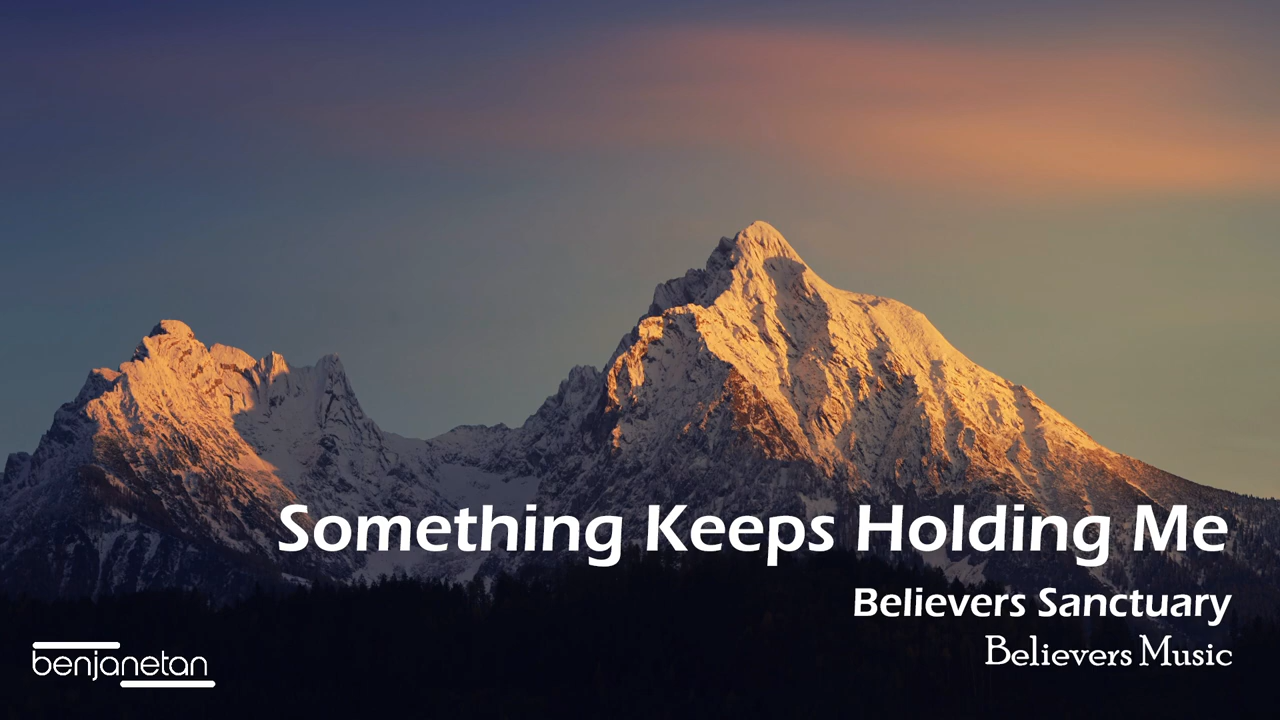 Something Keeps Holding Me
Believers Sanctuary
Believers Music
benjanetan